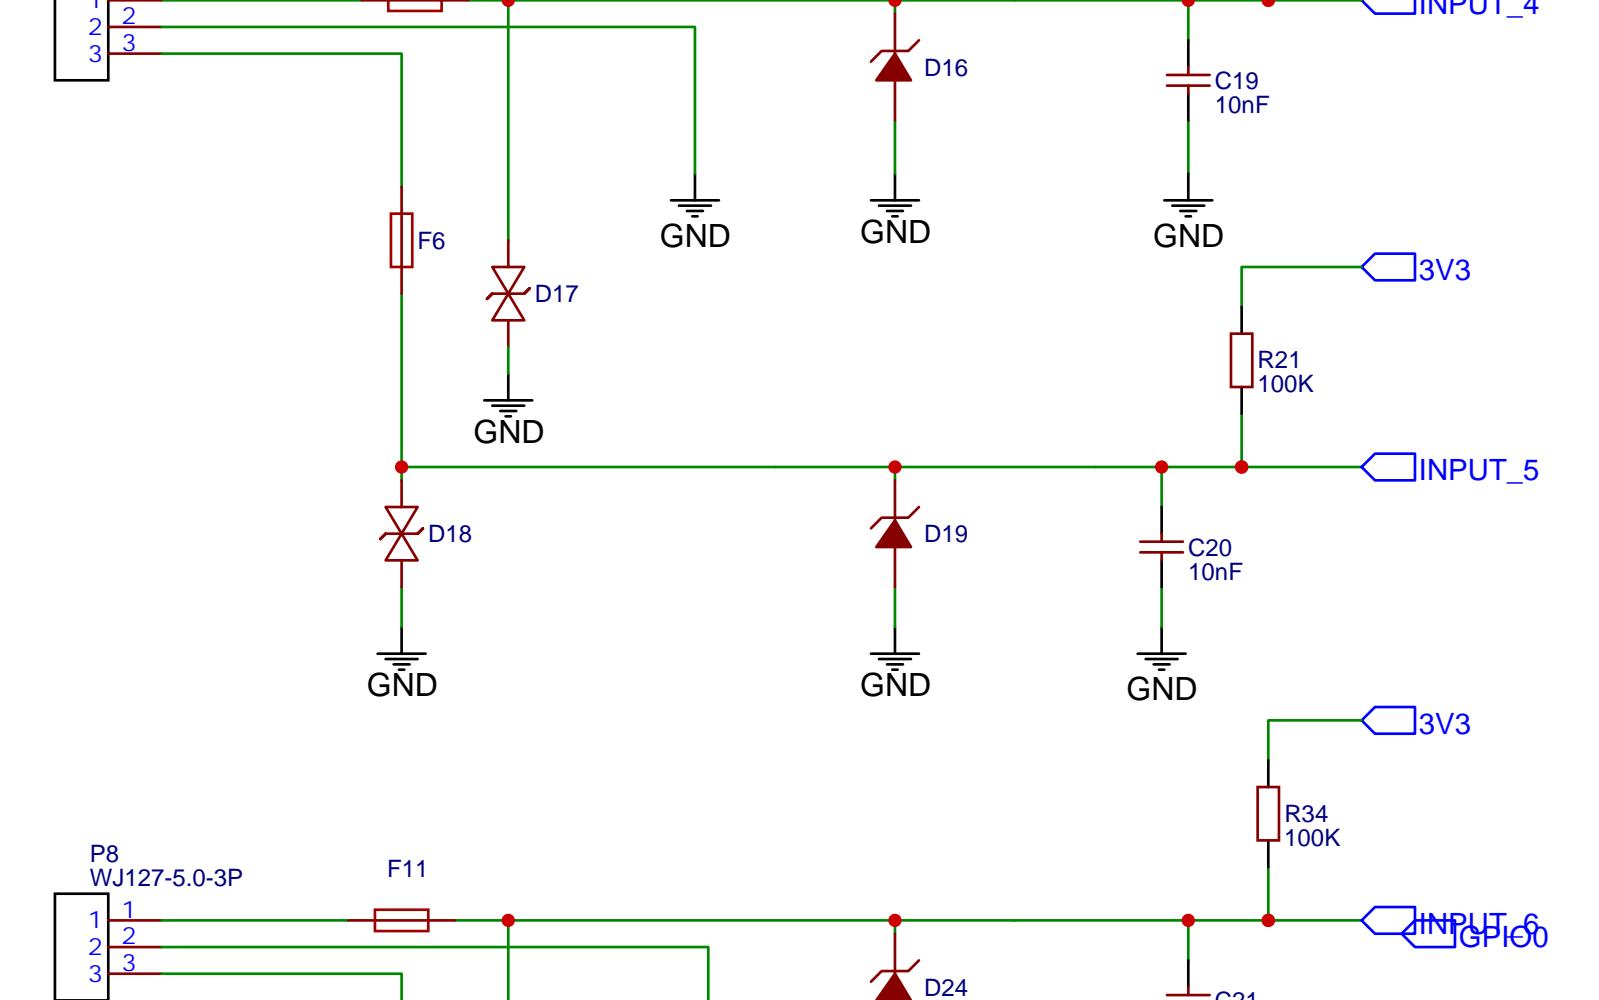 1
INPUT_4
2
2
3
3
D16
C19
10nF
GND
GND
GND
F6
3V3
D17
R21
100K
GND
INPUT_5
D18
D19
C20
10nF
GND
GND
GND
3V3
R34
100K
P8
WJ127-5.0-3P
F11
1
1
INPUT_6
GPIO0
2
2
3
3
D24
C21